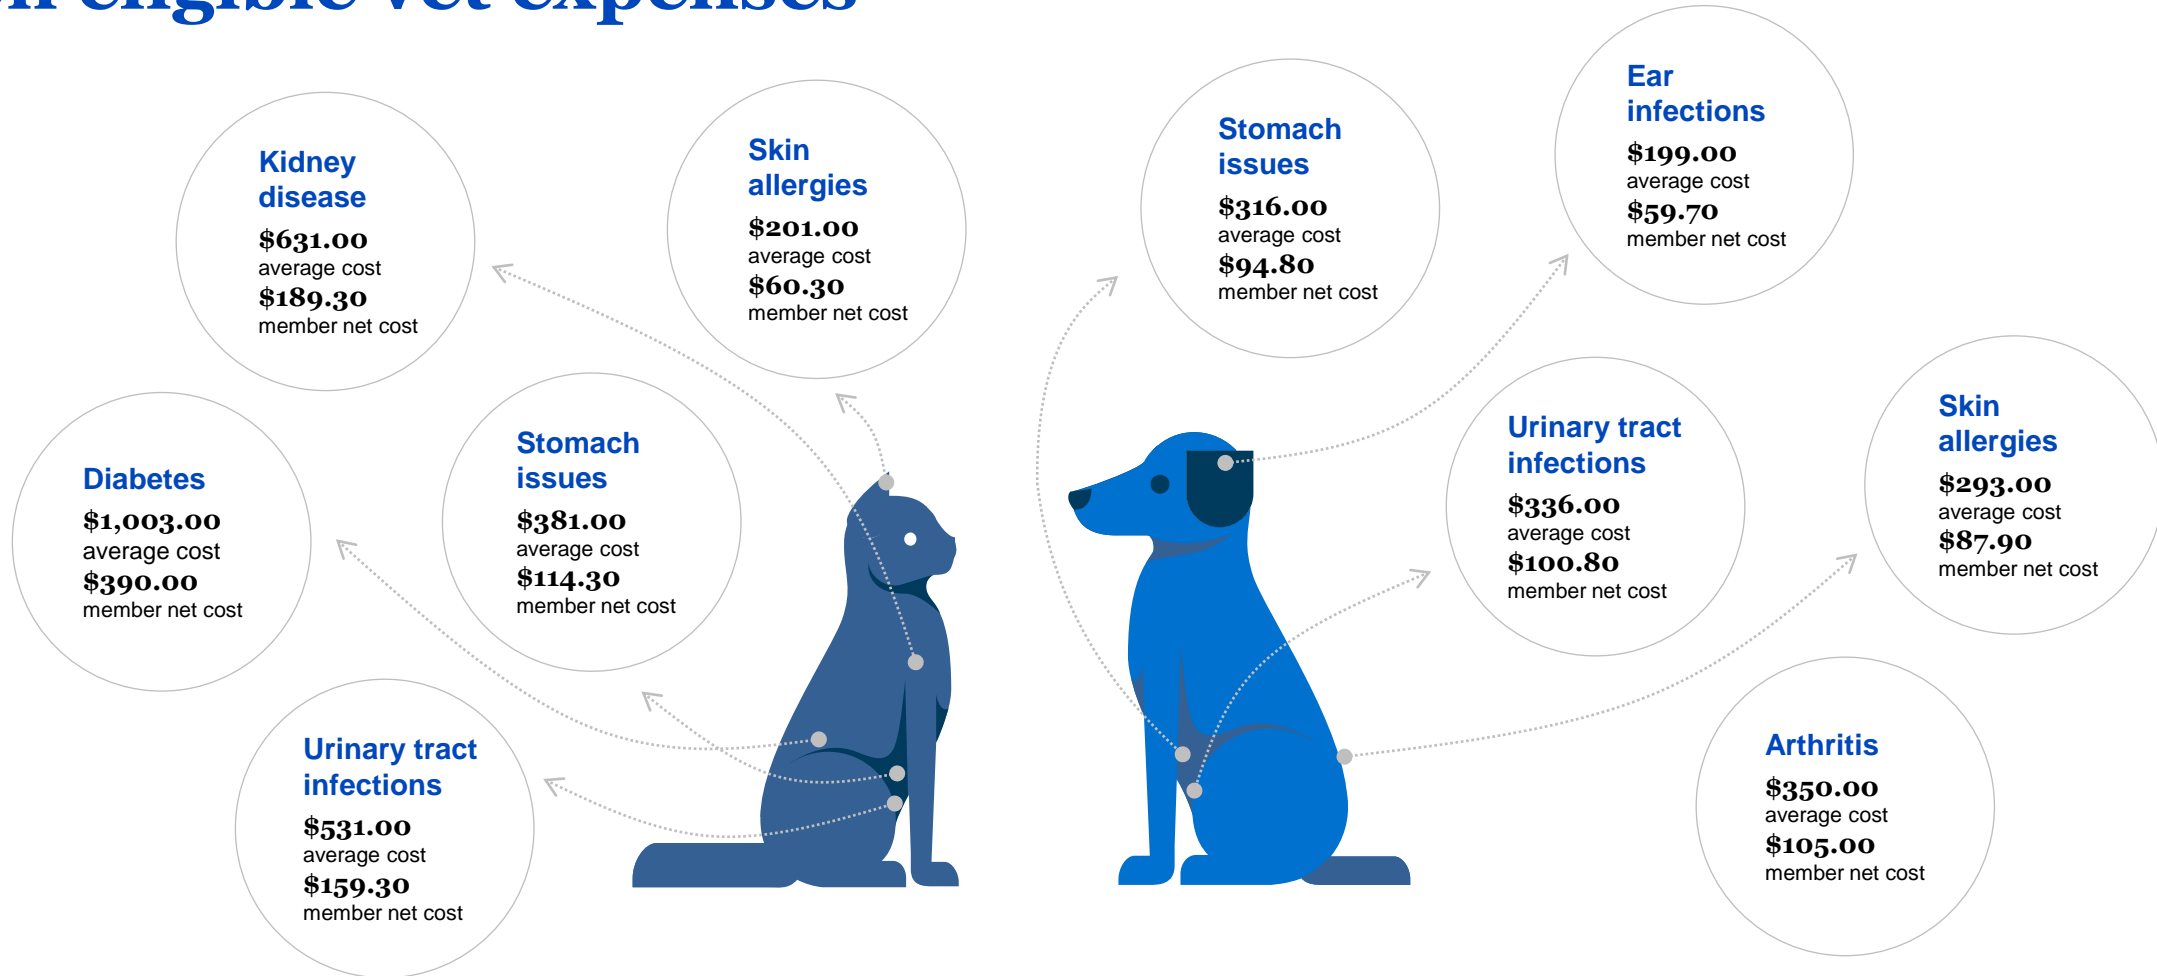 eligible vet expenses
Kidney
disease
$631.00
average cost
$189.30
member net cost
Skin
allergies
$201.00
average cost
$60.30
member net cost
Diabetes
$1,003.00
average cost
$390.00
member net cost
Stomach
issues
$381.00
average cost
$114.30
member net cost
Urinary tract
infections
$531.00
average cost
$159.30
member net cost
Stomach
issues
$316.00
average cost
$94.80
member net cost
Ear
infections
$199.00
average cost
$59.70
member net cost
Urinary tract
infections
$336.00
average cost
$100.80
member net cost
Skin
allergies
$293.00
average cost
$87.90
member net cost
Arthritis
$350.00
average cost
$105.00
member net cost